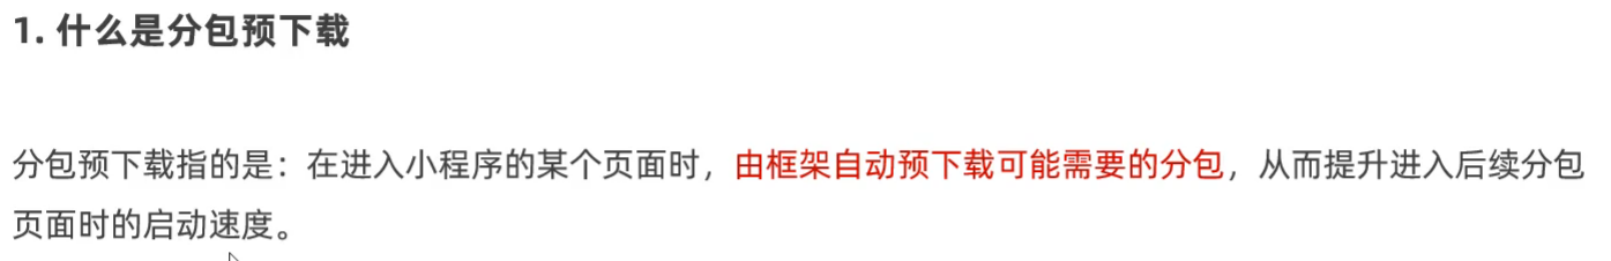 1. 什么是分包预下载
分包预下载指的是：在进入小程序的某个页面时，由框架自动预下载可能需要的分包，从而提升进入后续分包
页面时的启动速度。